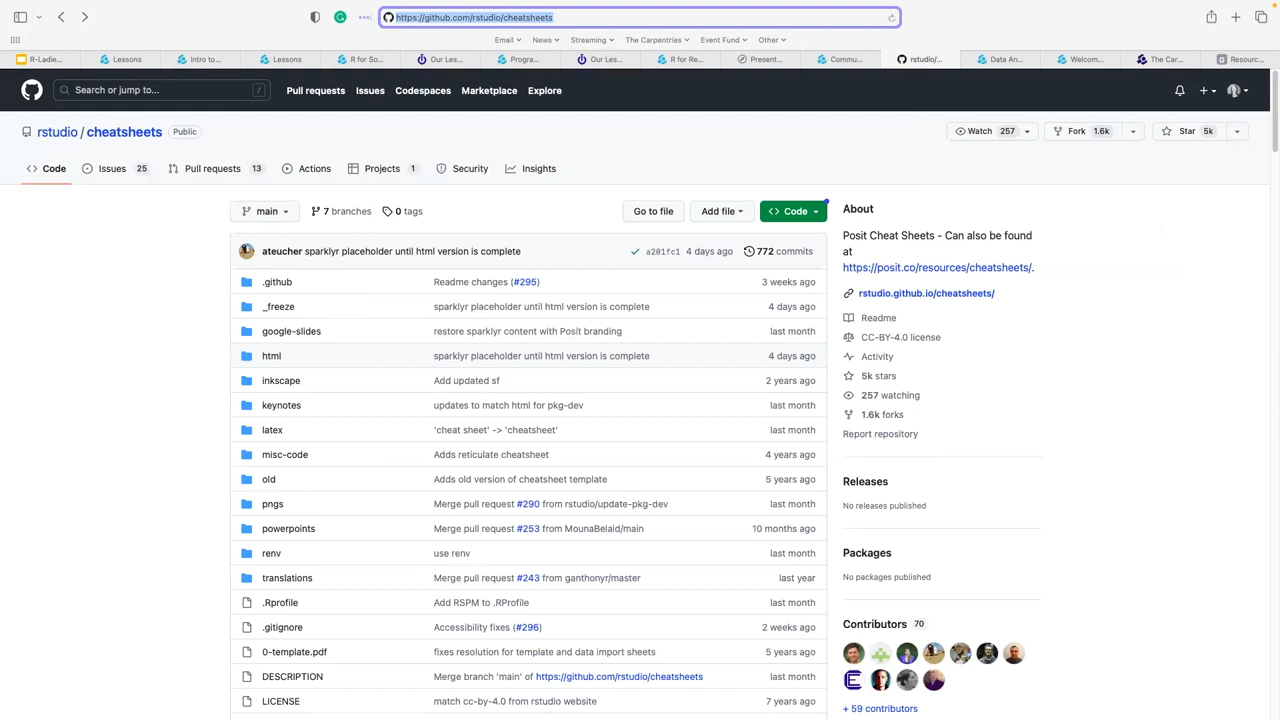 https://github.com/rstudio/cheatsheets
Email News Streaming The Carpentries Event Fund Other
R-Ladie... Lessons Intro to... Lessons R for So... Our Les... Progra... Our Les... R for Re... Present... Commu... rstudio/... Data An... Welcom... The Car... Resourc...
Search or jump to... / Pull requests Issues Codespaces Marketplace Explore
rstudio / cheatsheets Public Watch 257 Fork 1.6k Star 5k
Code Issues 25 Pull requests 13 Actions Projects 1 Security Insights
main 7 branches 0 tags Go to file Add file Code
ateucher sparklyr placeholder until html version is complete a201fc1 4 days ago 772 commits
.github Readme changes (#295) 3 weeks ago
_freeze sparklyr placeholder until html version is complete 4 days ago
google-slides restore sparklyr content with Posit branding last month
html sparklyr placeholder until html version is complete 4 days ago
inkscape Add updated sf 2 years ago
keynotes updates to match html for pkg-dev last month
latex 'cheat sheet' -> 'cheatsheet' last month
misc-code Adds reticulate cheatsheet 4 years ago
old Adds old version of cheatsheet template 5 years ago
pngs Merge pull request #290 from rstudio/update-pkg-dev last month
powerpoints Merge pull request #253 from MounaBelaid/main 10 months ago
renv use renv last month
translations Merge pull request #243 from ganthonyr/master last year
.Rprofile Add RSPM to .RProfile last month
.gitignore Accessibility fixes (#296) 2 weeks ago
0-template.pdf fixes resolution for template and data import sheets 5 years ago
DESCRIPTION Merge branch 'main' of https://github.com/rstudio/cheatsheets last month
LICENSE match cc-by-4.0 from rstudio website 7 years ago
About
Posit Cheat Sheets - Can also be found
at
https://posit.co/resources/cheatsheets/.
rstudio.github.io/cheatsheets/
Readme
CC-BY-4.0 license
Activity
5k stars
257 watching
1.6k forks
Report repository
Releases
No releases published
Packages
No packages published
Contributors 70
+ 59 contributors